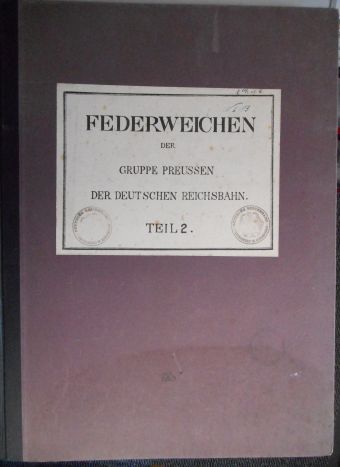 FEDERWEICHEN
DER
GRUPPE PREUSSEN
DER DEUTSCHEN REICHSBAHN.
TEIL 2.